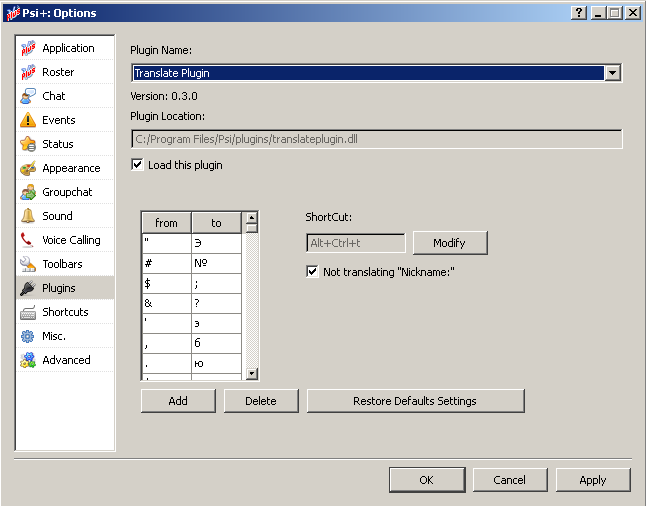 Psi+: Options
Application
Roster
Chat
Events
Status
Appearance
Groupchat
Sound
Voice Calling
Toolbars
Plugins
Shortcuts
Misc.
Advanced
Plugin Name:
Translate Plugin
Version: 0.3.0
Plugin Location:
C:/Program Files/Psi/plugins/translateplugin.dll
Load this plugin
from to
" Э
# №
$ ;
& ?
' э
, б
. ю
ShortCut:
Alt+Ctrl+t Modify
Not translating "Nickname:"
Add Delete Restore Defaults Settings
OK Cancel Apply